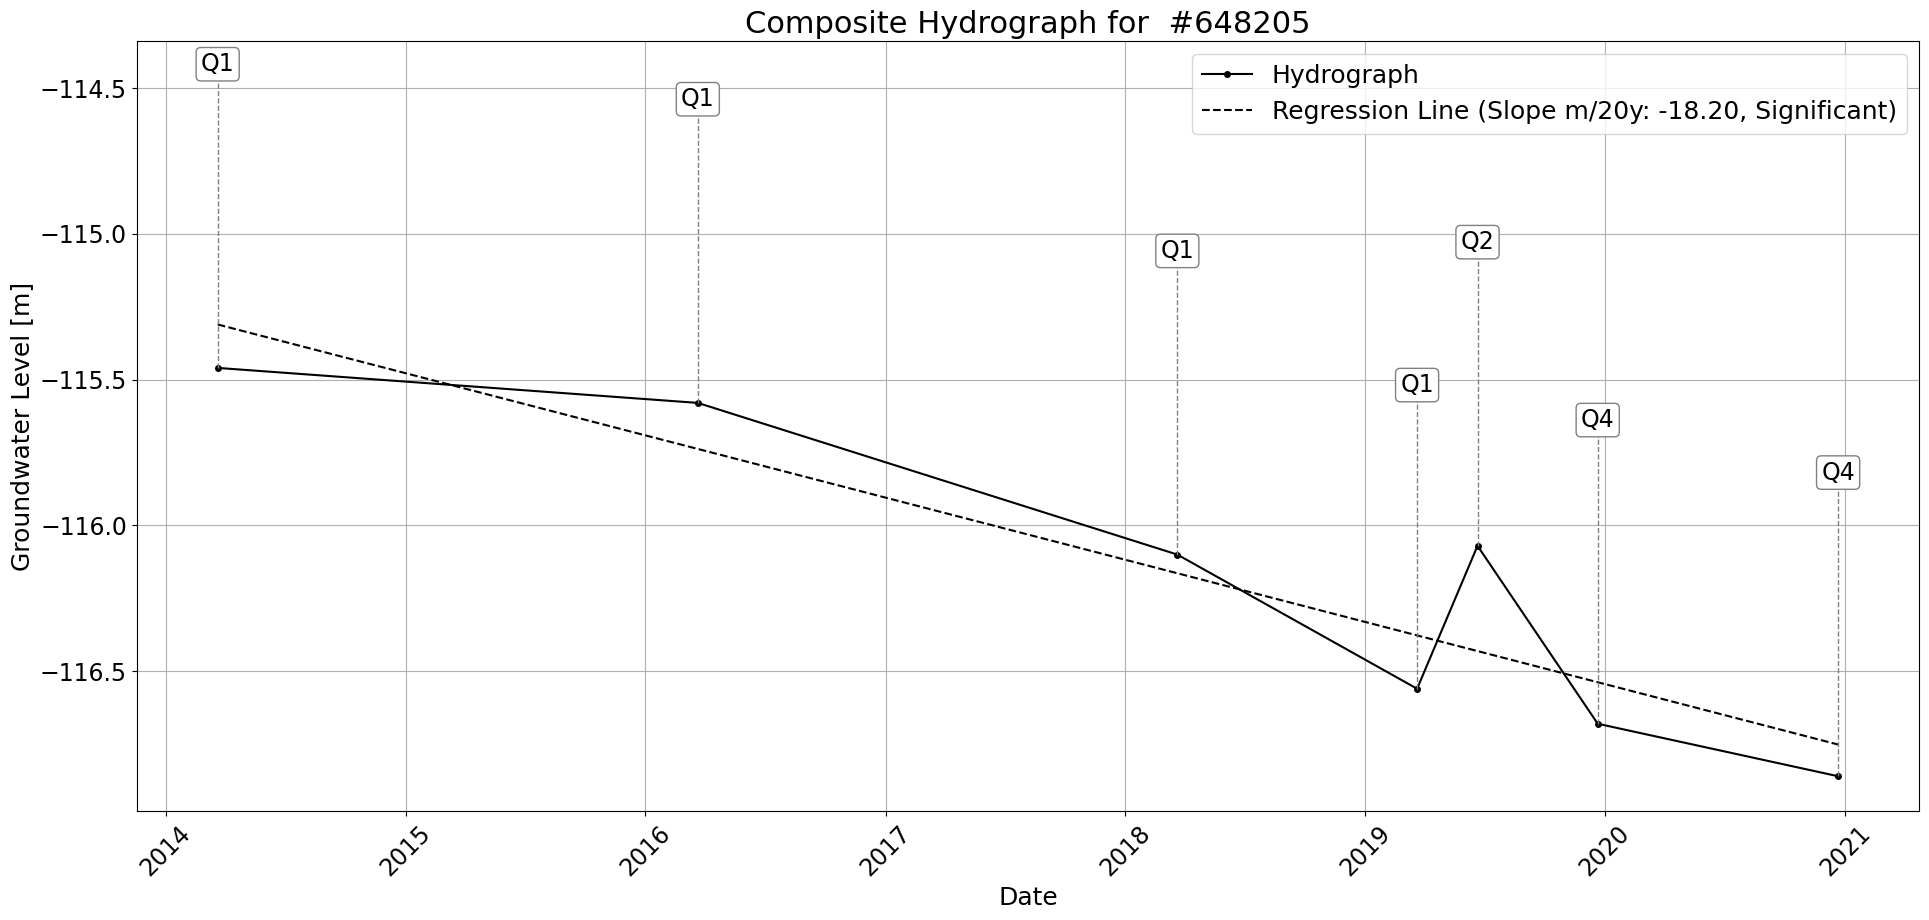 Composite Hydrograph for  #648205
Hydrograph
Regression Line (Slope m/20y: -18.20, Significant)
Q1
Q1
Q1
Q1
Q2
Q4
Q4
Groundwater Level [m]
−114.5
−115.0
−115.5
−116.0
−116.5
2014
2015
2016
2017
2018
2019
2020
2021
Date